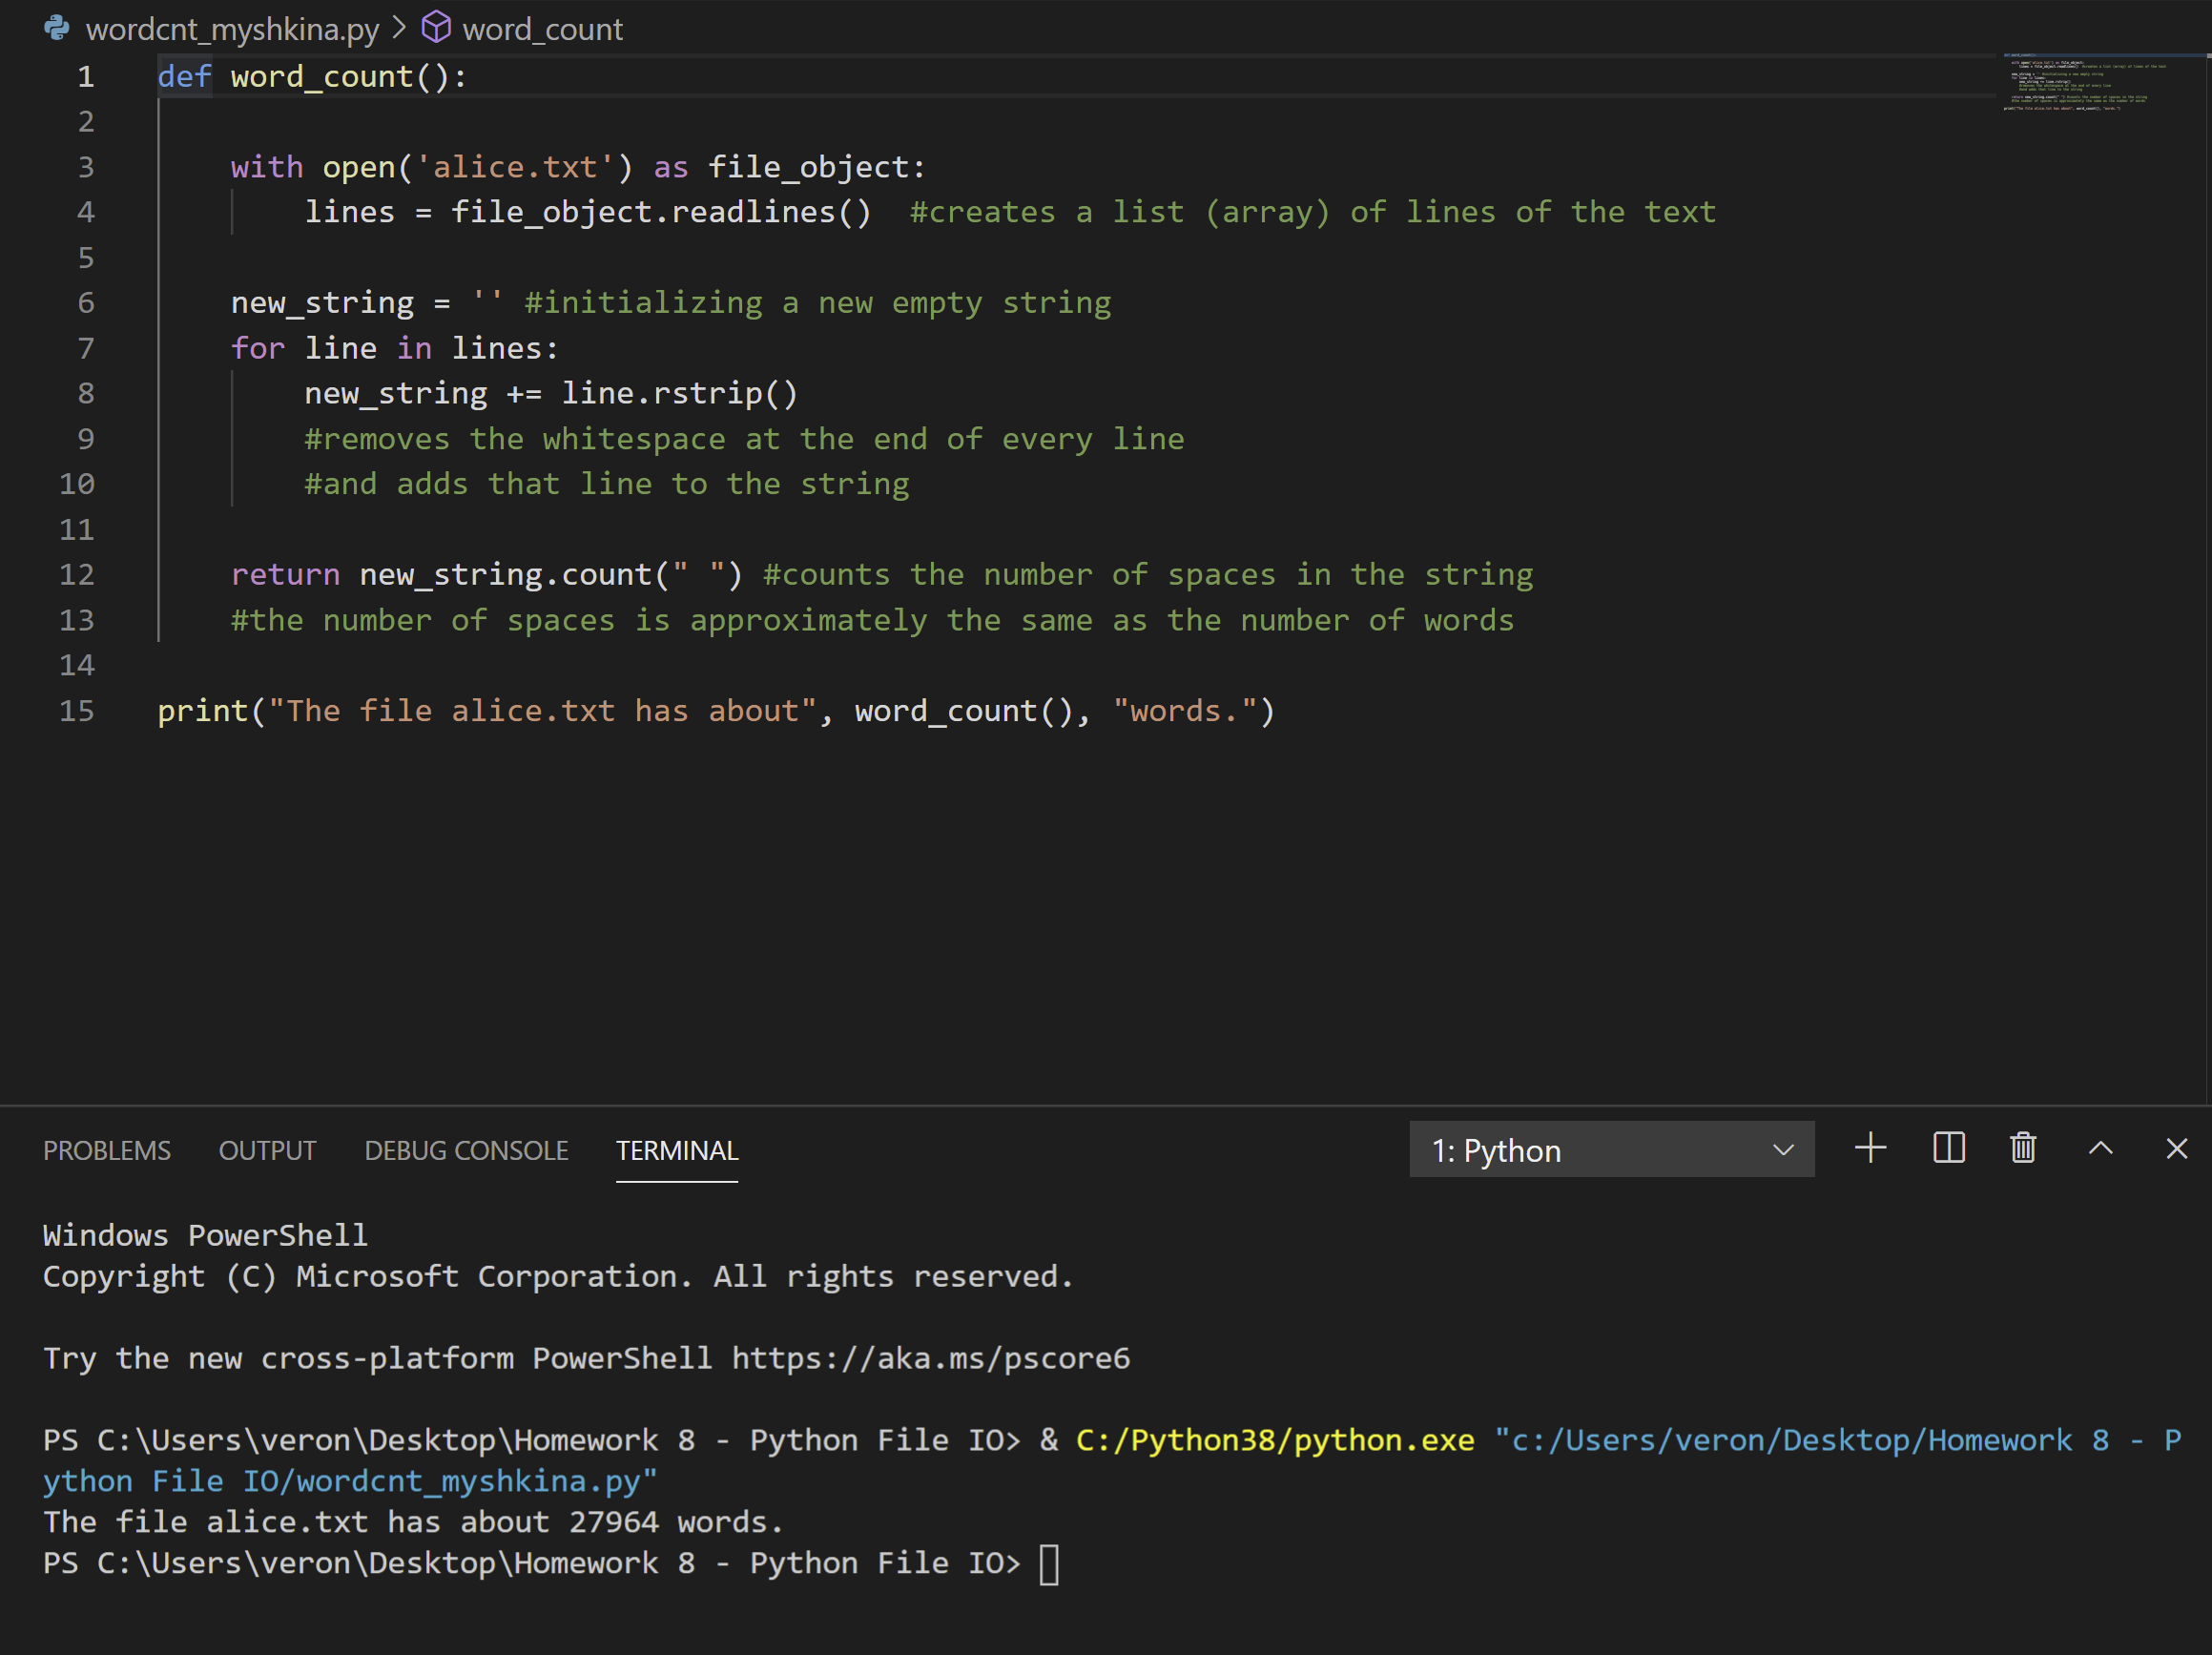 wordcnt_myshkina.py > word_count
1 def word_count():
2
3     with open('alice.txt') as file_object:
4         lines = file_object.readlines()  #creates a list (array) of lines of the text
5
6     new_string = '' #initializing a new empty string
7     for line in lines:
8         new_string += line.rstrip()
9         #removes the whitespace at the end of every line
10         #and adds that line to the string
11
12     return new_string.count(" ") #counts the number of spaces in the string
13     #the number of spaces is approximately the same as the number of words
14
15 print("The file alice.txt has about", word_count(), "words.")
PROBLEMS OUTPUT DEBUG CONSOLE TERMINAL 1: Python
Windows PowerShell
Copyright (C) Microsoft Corporation. All rights reserved.
Try the new cross-platform PowerShell https://aka.ms/pscore6
PS C:\Users\veron\Desktop\Homework 8 - Python File IO> & C:/Python38/python.exe "c:/Users/veron/Desktop/Homework 8 - P
ython File IO/wordcnt_myshkina.py"
The file alice.txt has about 27964 words.
PS C:\Users\veron\Desktop\Homework 8 - Python File IO>